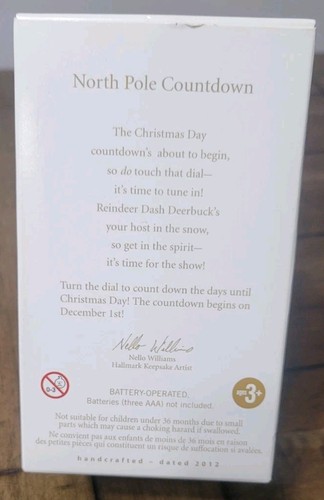 North Pole Countdown
The Christmas Day
countdown's about to begin,
so do touch that dial—
it's time to tune in!
Reindeer Dash Deerbuck's
your host in the snow,
so get in the spirit—
it's time for the show!
Turn the dial to count down the days until
Christmas Day! The countdown begins on
December 1st!
Nello Williams
Nello Williams
Hallmark Keepsake Artist
0-3
BATTERY-OPERATED.
Batteries (three AAA) not included.
AGES 3+
Not suitable for children under 36 months due to small
parts which may cause a choking hazard if swallowed.
Ne convient pas aux enfants de moins de 36 mois en raison
des petites pièces qui constituent un risque de suffocation si avalées.
handcrafted – dated 2012